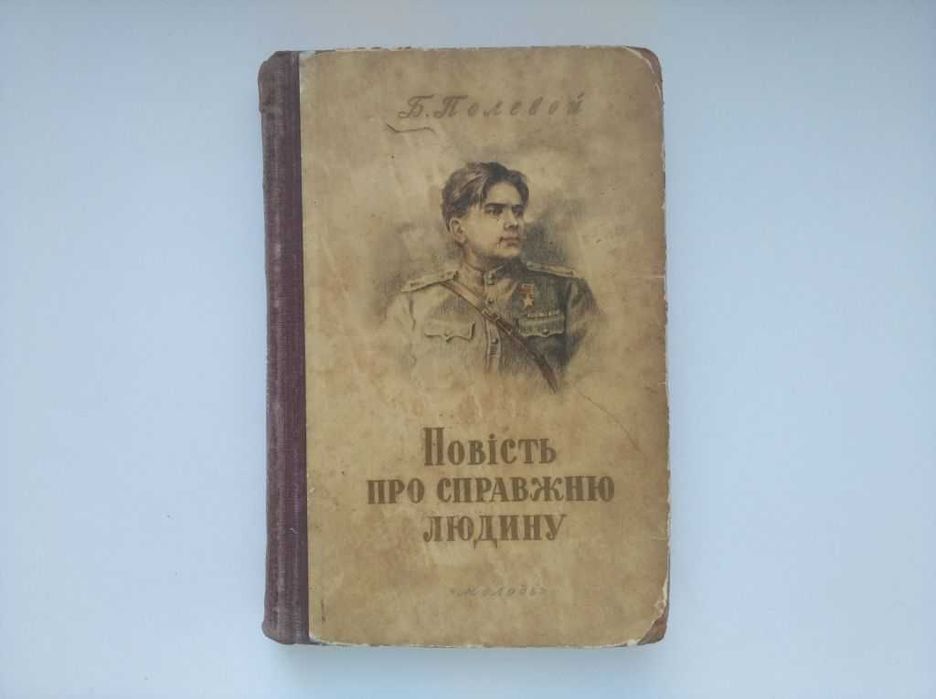 Б. Полевой
Повість
ПРО СПРАВЖНЮ
ЛЮДИНУ
"Молодь"